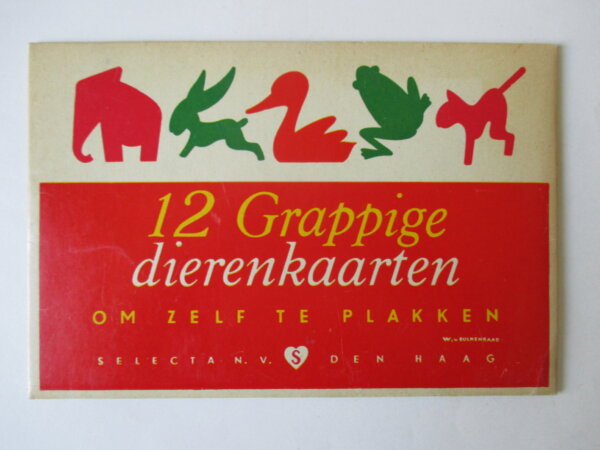 12 Grappige
dierenkaarten
OM ZELF TE PLAKKEN
SELECTA N.V. S DEN HAAG